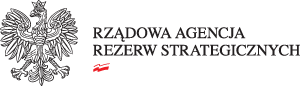 RZĄDOWA AGENCJA
REZERW STRATEGICZNYCH